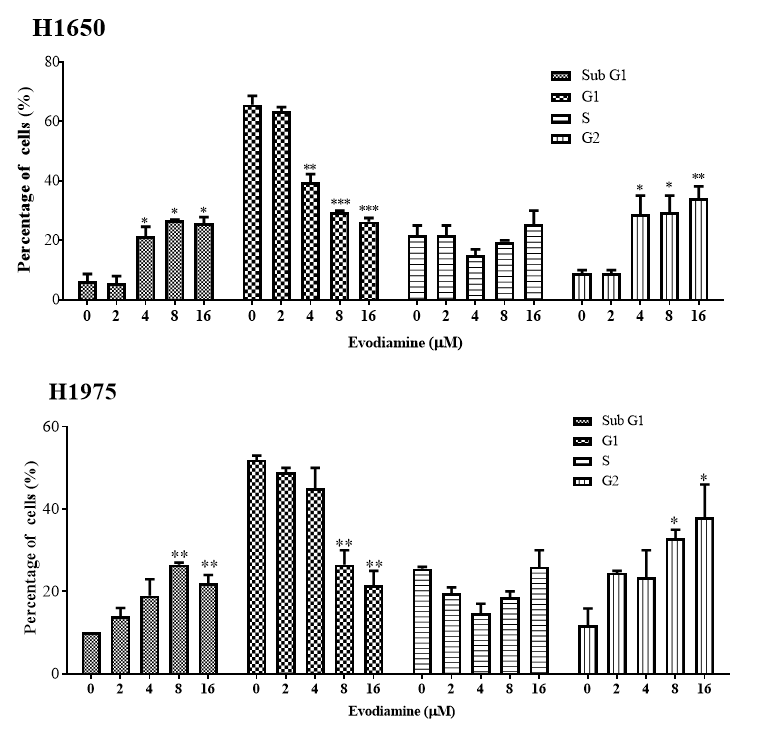 H1650
80
60
40
20
0
Percentage of cells (%)
Sub G1
G1
S
G2
* * *
** *** ***
* * **
0 2 4 8 16 0 2 4 8 16 0 2 4 8 16 0 2 4 8 16
Evodiamine (μM)
H1975
60
40
20
0
Percentage of cells (%)
Sub G1
G1
S
G2
** **
** **
* *
0 2 4 8 16 0 2 4 8 16 0 2 4 8 16 0 2 4 8 16
Evodiamine (μM)